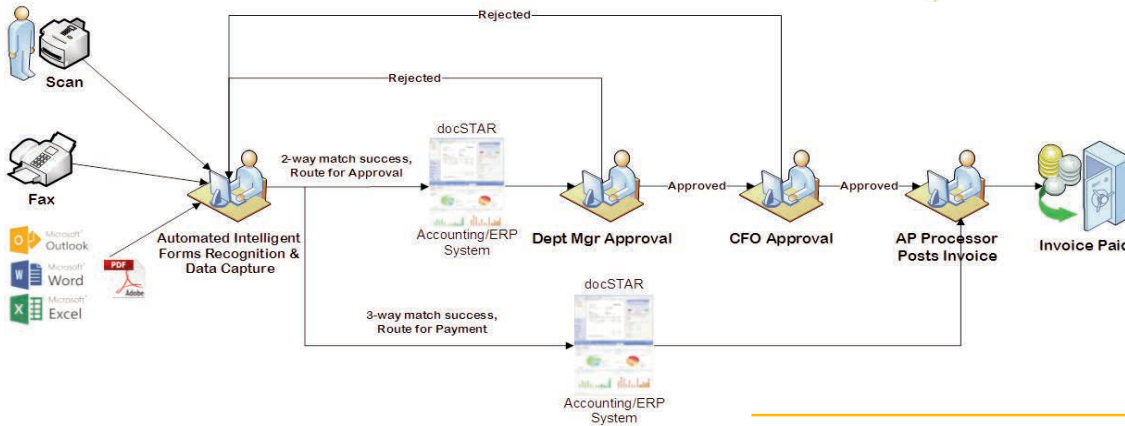 Rejected
Rejected
Scan
docSTAR
2-way match success,
Route for Approval
Approved
Approved
Fax
Microsoft
Outlook
Microsoft
Word
Microsoft
Excel
PDF
Adobe
Automated Intelligent
Forms Recognition &
Data Capture
Accounting/ERP
System
Dept Mgr Approval
CFO Approval
AP Processor
Posts Invoice
Invoice Paid
docSTAR
3-way match success,
Route for Payment
Accounting/ERP
System